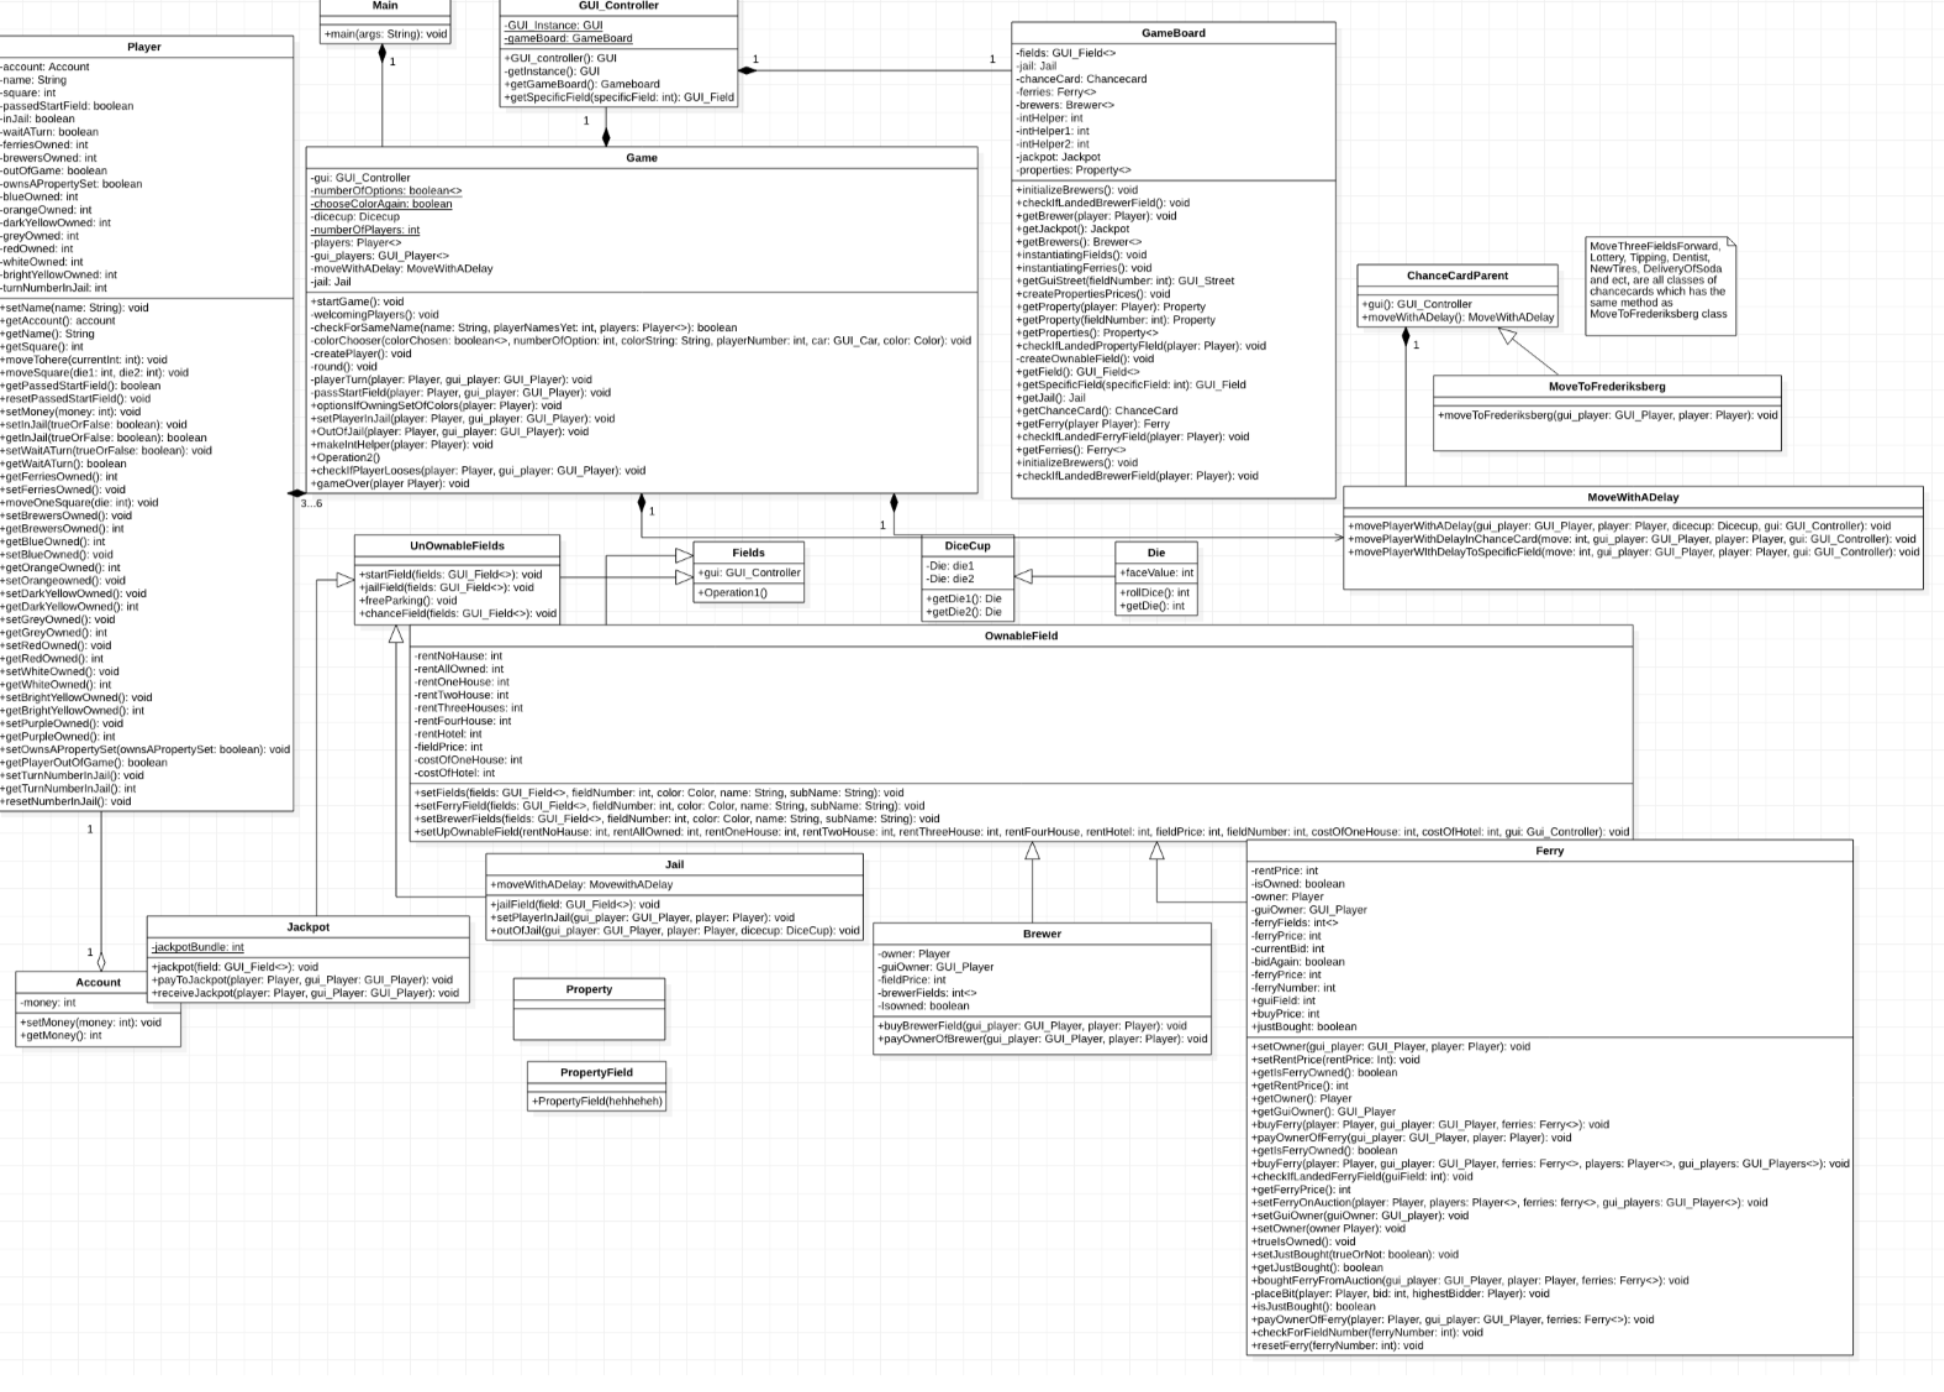 Main
+main(args: String): void
1
GUI_Controller
-GUI_Instance: GUI
-gameBoard: GameBoard
+GUI_controller(): GUI
-getInstance(): GUI
+getGameBoard(): Gameboard
+getSpecificField(specificField: int): GUI_Field
1
1
1
Player
-account: Account
-name: String
-square: int
-passedStartField: boolean
-inJail: boolean
-waitATurn: boolean
-ferriesOwned: int
-brewersOwned: int
-outOfGame: boolean
-ownsAPropertySet: boolean
-blueOwned: int
-orangeOwned: int
-darkYellowOwned: int
-greyOwned: int
-redOwned: int
-whiteOwned: int
-brightYellowOwned: int
-turnNumberInJail: int
+setName(name: String): void
+getAccount(): account
+getName(): String
+getSquare(): int
+moveTohere(currentInt: int): void
+moveSquare(die1: int, die2: int): void
+getPassedStartField(): boolean
+resetPassedStartField(): void
+setMoney(money: int): void
+setInJail(trueOrFalse: boolean): void
+getInJail(trueOrFalse: boolean): boolean
+setWaitATurn(trueOrFalse: boolean): void
+getWaitATurn(): boolean
+getFerriesOwned(): int
+setFerriesOwned(): void
+moveOneSquare(die: int): void
+setBrewersOwned(): void
+getBrewersOwned(): int
+getBlueOwned(): int
+setBlueOwned(): void
+getOrangeOwned(): int
+setOrangeowned(): void
+setDarkYellowOwned(): void
+getDarkYellowOwned(): int
+setGreyOwned(): void
+getGreyOwned(): int
+setRedOwned(): void
+getRedOwned(): int
+setWhiteOwned(): void
+getWhiteOwned(): int
+setBrightYellowOwned(): void
+getBrightYellowOwned(): int
+setPurpleOwned(): void
+getPurpleOwned(): int
+setOwnsAPropertySet(ownsAPropertySet: boolean): void
+getPlayerOutOfGame(): boolean
+setTurnNumberInJail(): void
+getTurnNumberInJail(): int
+resetNumberInJail(): void
Game
-gui: GUI_Controller
-numberOfOptions: boolean<>
-chooseColorAgain: boolean
-dicecup: Dicecup
-numberOfPlayers: int
-players: Player<>
-gui_players: GUI_Player<>
-moveWithADelay: MoveWithADelay
-jail: Jail
+startGame(): void
-welcomingPlayers(): void
-checkForSameName(name: String, playerNamesYet: int, players: Player<>): boolean
-colorChooser(colorChosen: boolean<>, numberOfOption: int, colorString: String, playerNumber: int, car: GUI_Car, color: Color): void
-createPlayer(): void
-round(): void
-playerTurn(player: Player, gui_player: GUI_Player): void
-passStartField(player: Player, gui_player: GUI_Player): void
+optionsIfOwningSetOfColors(player: Player): void
+setPlayerInJail(player: Player, gui_player: GUI_Player): void
+OutOfJail(player: Player, gui_player: GUI_Player): void
+makeIntHelper(player: Player): void
+Operation2()
+checkIfPlayerLooses(player: Player, gui_player: GUI_Player): void
+gameOver(player Player): void
3...6
1
1
GameBoard
-fields: GUI_Field<>
-jail: Jail
-chanceCard: Chancecard
-ferries: Ferry<>
-brewers: Brewer<>
-intHelper: int
-intHelper1: int
-intHelper2: int
-jackpot: Jackpot
-properties: Property<>
+initializeBrewers(): void
+checkIfLandedBrewerField(): void
+getBrewer(player: Player): void
+getJackpot(): Jackpot
+getBrewers(): Brewer<>
+instantiatingFields(): void
+instantiatingFerries(): void
+getGuiStreet(fieldNumber: int): GUI_Street
+createPropertiesPrices(): void
+getProperty(player: Player): Property
+getProperty(fieldNumber: int): Property
+getProperties(): Property<>
+checkIfLandedPropertyField(player: Player): void
-createOwnableField(): void
+getField(): GUI_Field<>
+getSpecificField(specificField: int): GUI_Field
+getJail(): Jail
+getChanceCard(): ChanceCard
+getFerry(player Player): Ferry
+checkIfLandedFerryField(player: Player): void
+getFerries(): Ferry<>
+initializeBrewers(): void
+checkIfLandedBrewerField(player: Player): void
ChanceCardParent
+gui(): GUI_Controller
+moveWithADelay(): MoveWithADelay
1
MoveThreeFieldsForward,
Lottery, Tipping, Dentist,
NewTires, DeliveryOfSoda
and ect, are all classes of
chancecards which has the
same method as
MoveToFrederiksberg class
MoveToFrederiksberg
+moveToFrederiksberg(gui_player: GUI_Player, player: Player): void
MoveWithADelay
+movePlayerWithADelay(gui_player: GUI_Player, player: Player, dicecup: Dicecup, gui: GUI_Controller): void
+movePlayerWithDelayInChanceCard(move: int, gui_player: GUI_Player, player: Player, gui: GUI_Controller): void
+movePlayerWIthDelayToSpecificField(move: int, gui_player: GUI_Player, player: Player, gui: GUI_Controller): void
UnOwnableFields
+startField(fields: GUI_Field<>): void
+jailField(fields: GUI_Field<>): void
+freeParking(): void
+chanceField(fields: GUI_Field<>): void
Fields
+gui: GUI_Controller
+Operation1()
DiceCup
-Die: die1
-Die: die2
+getDie1(): Die
+getDie2(): Die
Die
+faceValue: int
+rollDice(): int
+getDie(): int
OwnableField
-rentNoHause: int
-rentAllOwned: int
-rentOneHouse: int
-rentTwoHouse: int
-rentThreeHouses: int
-rentFourHouse: int
-rentHotel: int
-fieldPrice: int
-costOfOneHouse: int
-costOfHotel: int
+setFields(fields: GUI_Field<>, fieldNumber: int, color: Color, name: String, subName: String): void
+setFerryField(fields: GUI_Field<>, fieldNumber: int, color: Color, name: String, subName: String): void
+setBrewerFields(fields: GUI_Field<>, fieldNumber: int, color: Color, name: String, subName: String): void
+setUpOwnableField(rentNoHause: int, rentAllOwned: int, rentOneHouse: int, rentTwoHouse: int, rentThreeHouse: int, rentFourHouse, rentHotel: int, fieldPrice: int, fieldNumber: int, costOfOneHouse: int, costOfHotel: int, gui: Gui_Controller): void
1
1
Account
-money: int
+setMoney(money: int): void
+getMoney(): int
Jackpot
-jackpotBundle: int
+jackpot(field: GUI_Field<>): void
+payToJackpot(player: Player, gui_Player: GUI_Player): void
+receiveJackpot(player: Player, gui_Player: GUI_Player): void
Jail
+moveWithADelay: MovewithADelay
+jailField(field: GUI_Field<>): void
+setPlayerInJail(gui_player: GUI_Player, player: Player): void
+outOfJail(gui_player: GUI_Player, player: Player, dicecup: DiceCup): void
Property
PropertyField
+PropertyField(hehheheh)
Brewer
-owner: Player
-guiOwner: GUI_Player
-fieldPrice: int
-brewerFields: int<>
-Isowned: boolean
+buyBrewerField(gui_player: GUI_Player, player: Player): void
+payOwnerOfBrewer(gui_player: GUI_Player, player: Player): void
Ferry
-rentPrice: int
-isOwned: boolean
-owner: Player
-guiOwner: GUI_Player
-ferryFields: int<>
-ferryPrice: int
-currentBid: int
-bidAgain: boolean
-ferryPrice: int
-ferryNumber: int
+guiField: int
+buyPrice: int
+justBought: boolean
+setOwner(gui_player: GUI_Player, player: Player): void
+setRentPrice(rentPrice: Int): void
+getIsFerryOwned(): boolean
+getRentPrice(): int
+getOwner(): Player
+getGuiOwner(): GUI_Player
+buyFerry(player: Player, gui_player: GUI_Player, ferries: Ferry<>): void
+payOwnerOfFerry(gui_player: GUI_Player, player: Player): void
+getIsFerryOwned(): boolean
+buyFerry(player: Player, gui_player: GUI_Player, ferries: Ferry<>, players: Player<>, gui_players: GUI_Players<>): void
+checkIfLandedFerryField(guiField: int): void
+getFerryPrice(): int
+setFerryOnAuction(player: Player, players: Player<>, ferries: ferry<>, gui_players: GUI_Player<>): void
+setGuiOwner(guiOwner: GUI_player): void
+setOwner(owner Player): void
+trueIsOwned(): void
+setJustBought(trueOrNot: boolean): void
+getJustBought(): boolean
+boughtFerryFromAuction(gui_player: GUI_Player, player: Player, ferries: Ferry<>): void
-placeBit(player: Player, bid: int, highestBidder: Player): void
+isJustBought(): boolean
+payOwnerOfFerry(player: Player, gui_player: GUI_Player, ferries: Ferry<>): void
+checkForFieldNumber(ferryNumber: int): void
+resetFerry(ferryNumber: int): void